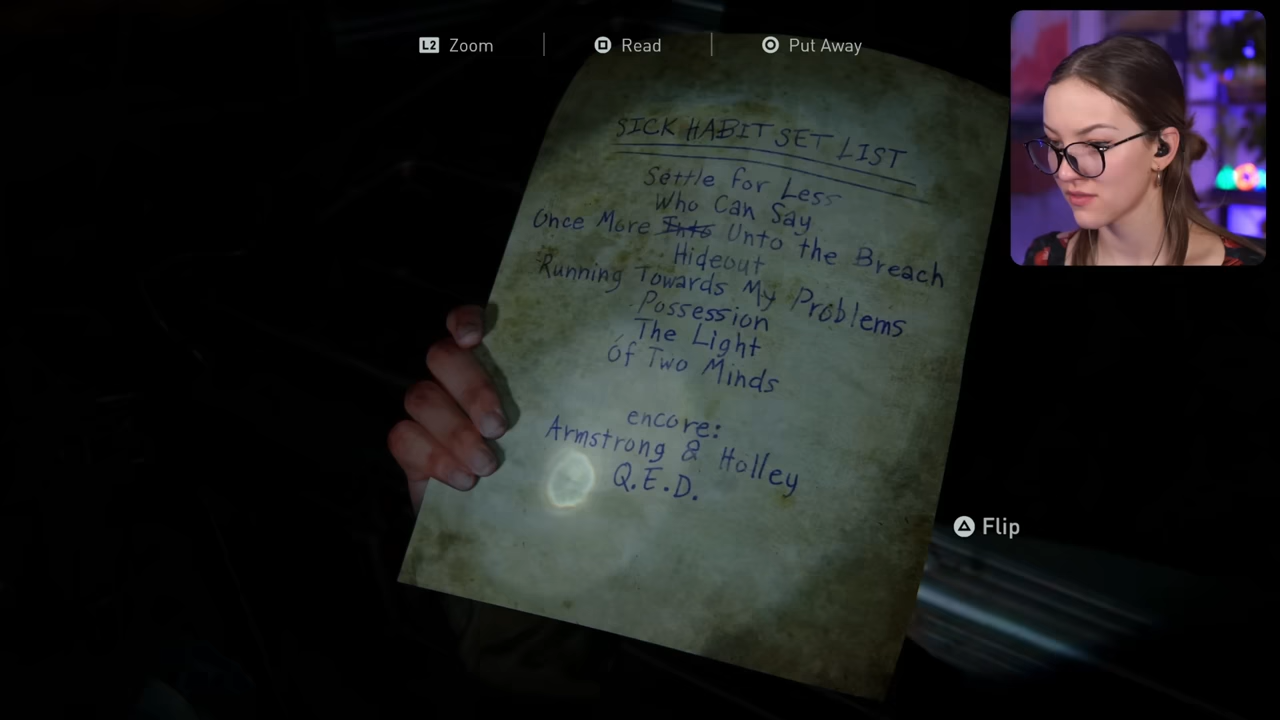 L2 Zoom
Read
Put Away
SICK HABIT SET LIST
Settle for Less
Who Can Say
Once More Into Unto the Breach
Hideout
Running Towards My Problems
Possession
The Light
Of Two Minds
encore:
Armstrong & Holley
Q.E.D.
Flip